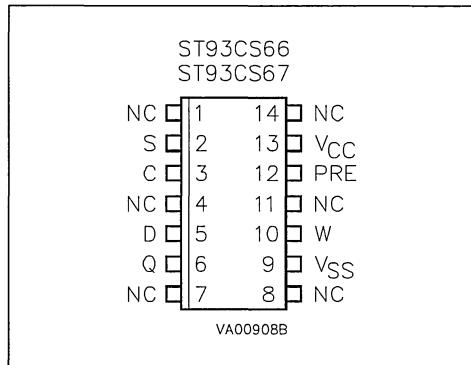 ST93CS66
ST93CS67
NC 1 14 NC
S 2 13 VCC
C 3 12 PRE
NC 4 11 NC
D 5 10 W
Q 6 9 VSS
NC 7 8 NC
VA00908B